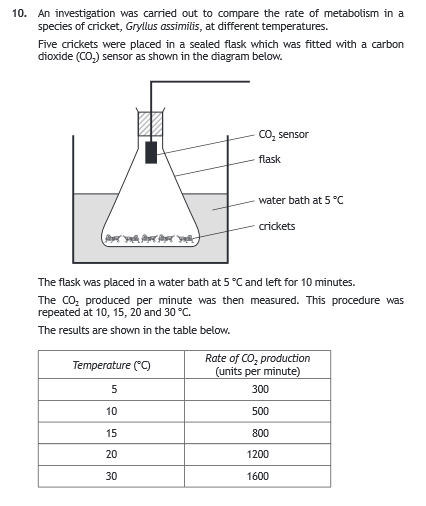 10. An investigation was carried out to compare the rate of metabolism in a
species of cricket, Gryllus assimilis, at different temperatures.
Five crickets were placed in a sealed flask which was fitted with a carbon
dioxide (CO₂) sensor as shown in the diagram below.
CO₂ sensor
flask
water bath at 5 °C
crickets
The flask was placed in a water bath at 5 °C and left for 10 minutes.
The CO₂ produced per minute was then measured. This procedure was
repeated at 10, 15, 20 and 30 °C.
The results are shown in the table below.
Temperature (°C)
Rate of CO₂ production
(units per minute)
5 300
10 500
15 800
20 1200
30 1600